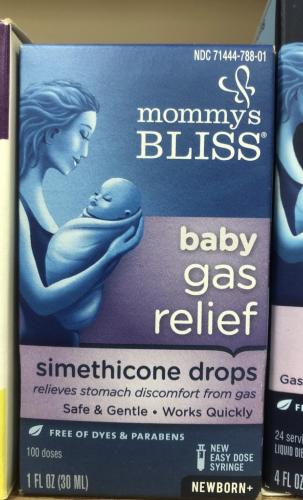 NDC 71444-788-01
mommy's
BLISS®
baby
gas
relief
simethicone drops
relieves stomach discomfort from gas
Safe & Gentle • Works Quickly
FREE OF DYES & PARABENS
100 doses
NEW
EASY DOSE
SYRINGE
1 FL OZ (30 ML)
NEWBORN+
Gas
24 servi
LIQUID DIE
4 FL OZ